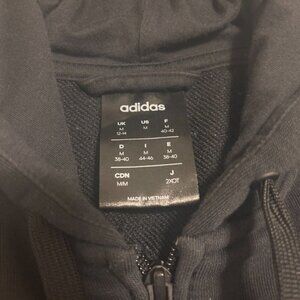 adidas
UK US F
M M M
12-14 40-42
D I E
M M M
38-40 44-46 38-40
CDN J
M/M 2XOT
MADE IN VIETNAM